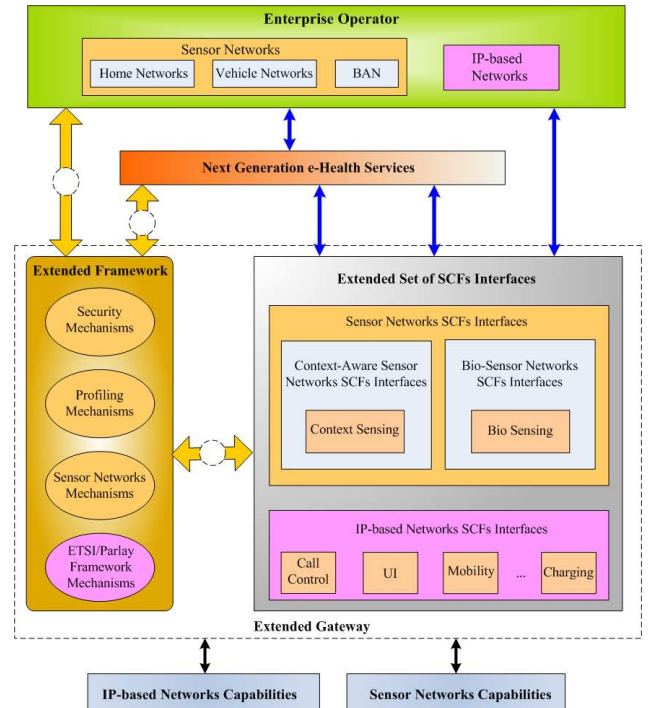 Enterprise Operator
Sensor Networks
Home Networks
Vehicle Networks
BAN
IP-based
Networks
Next Generation e-Health Services
Extended Framework
Security
Mechanisms
Profiling
Mechanisms
Sensor Networks
Mechanisms
ETSI/Parlay
Framework
Mechanisms
Extended Set of SCFs Interfaces
Sensor Networks SCFs Interfaces
Context-Aware Sensor
Networks SCFs Interfaces
Context Sensing
Bio-Sensor Networks
SCFs Interfaces
Bio Sensing
IP-based Networks SCFs Interfaces
Call
Control
UI
Mobility
...
Charging
Extended Gateway
IP-based Networks Capabilities
Sensor Networks Capabilities